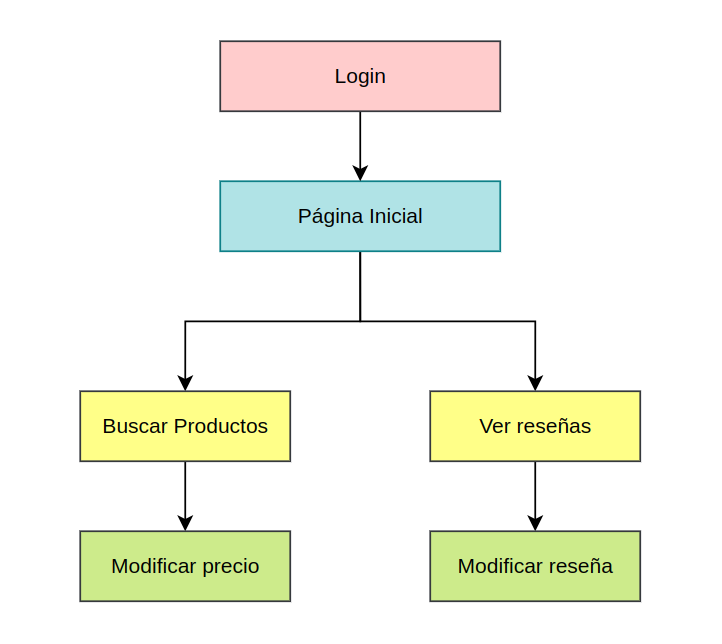 Login
Página Inicial
Buscar Productos
Ver reseñas
Modificar precio
Modificar reseña